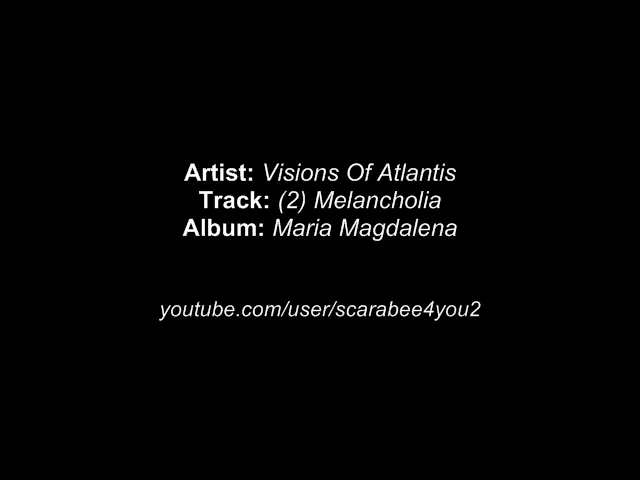 Artist: Visions Of Atlantis
Track: (2) Melancholia
Album: Maria Magdalena
youtube.com/user/scarabee4you2